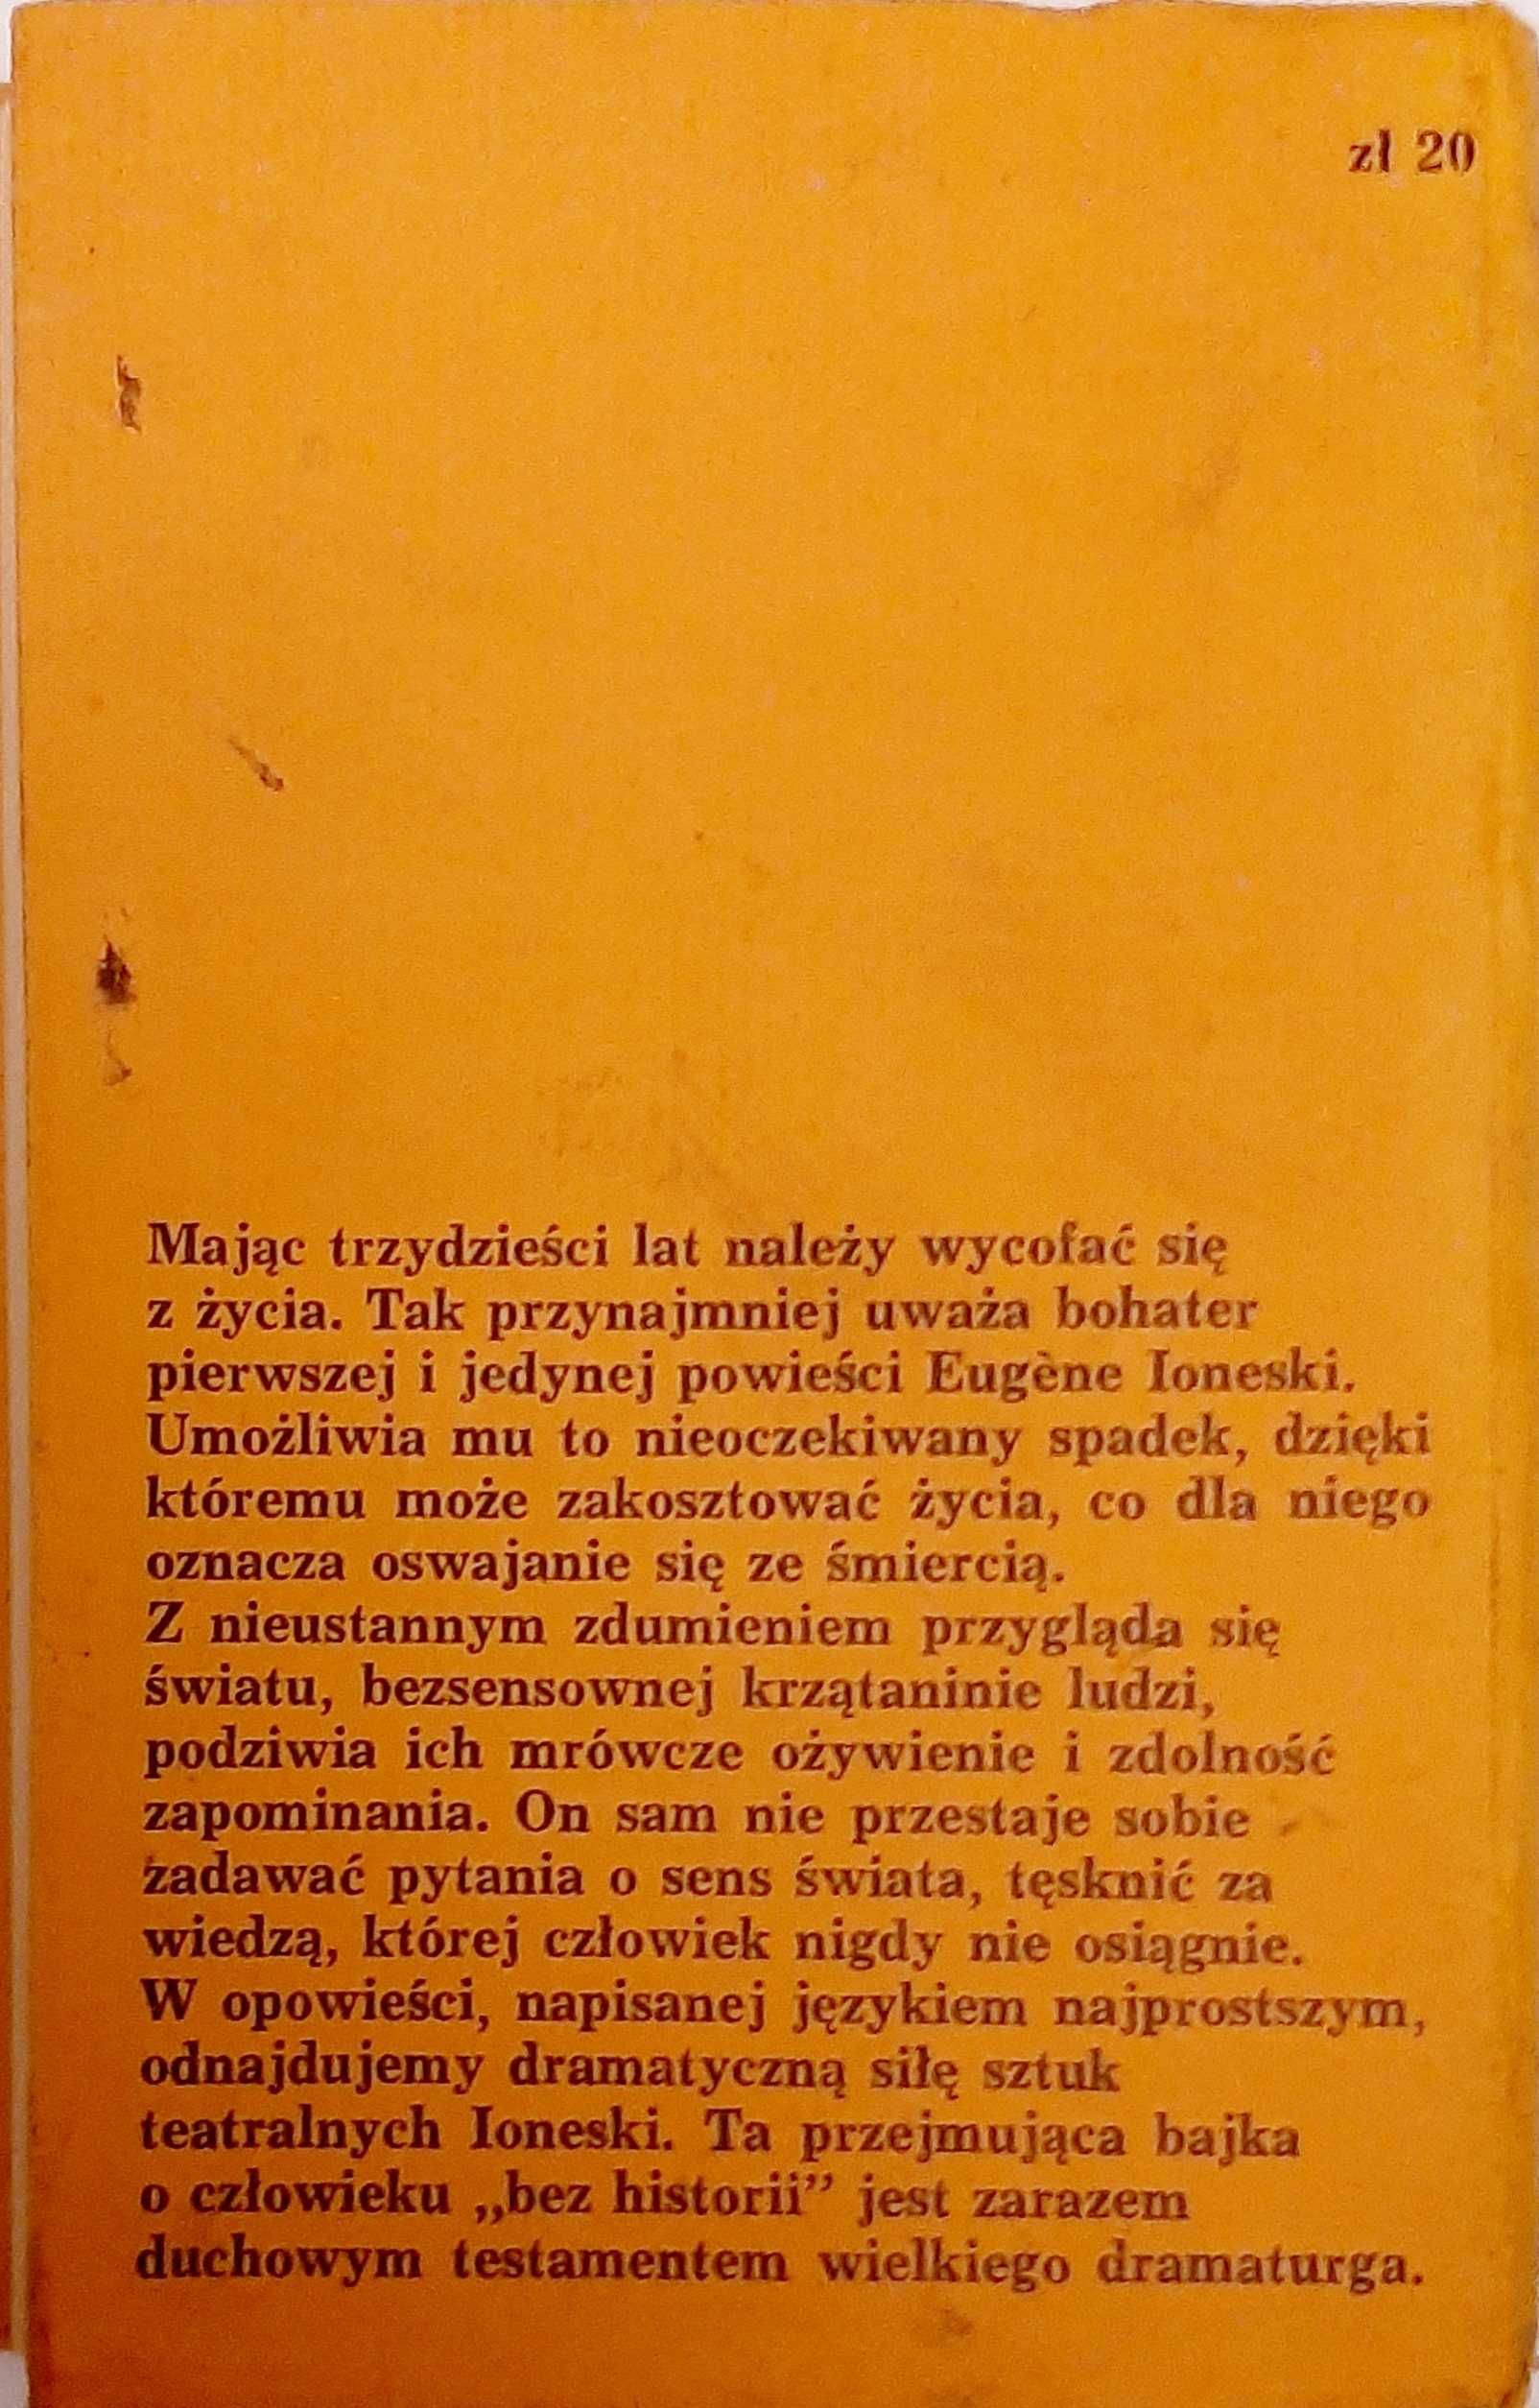 zł 20
Mając trzydzieści lat należy wycofać się
z życia. Tak przynajmniej uważa bohater
pierwszej i jedynej powieści Eugène Ioneski.
Umożliwia mu to nieoczekiwany spadek, dzięki
któremu może zakosztować życia, co dla niego
oznacza oswajanie się ze śmiercią.
Z nieustannym zdumieniem przygląda się
światu, bezsensownej krzątaninie ludzi,
podziwia ich mrówcze ożywienie i zdolność
zapominania. On sam nie przestaje sobie
zadawać pytania o sens świata, tęsknić za
wiedzą, której człowiek nigdy nie osiągnie.
W opowieści, napisanej językiem najprostszym,
odnajdujemy dramatyczną siłę sztuk
teatralnych Ioneski. Ta przejmująca bajka
o człowieku „bez historii” jest zarazem
duchowym testamentem wielkiego dramaturga.